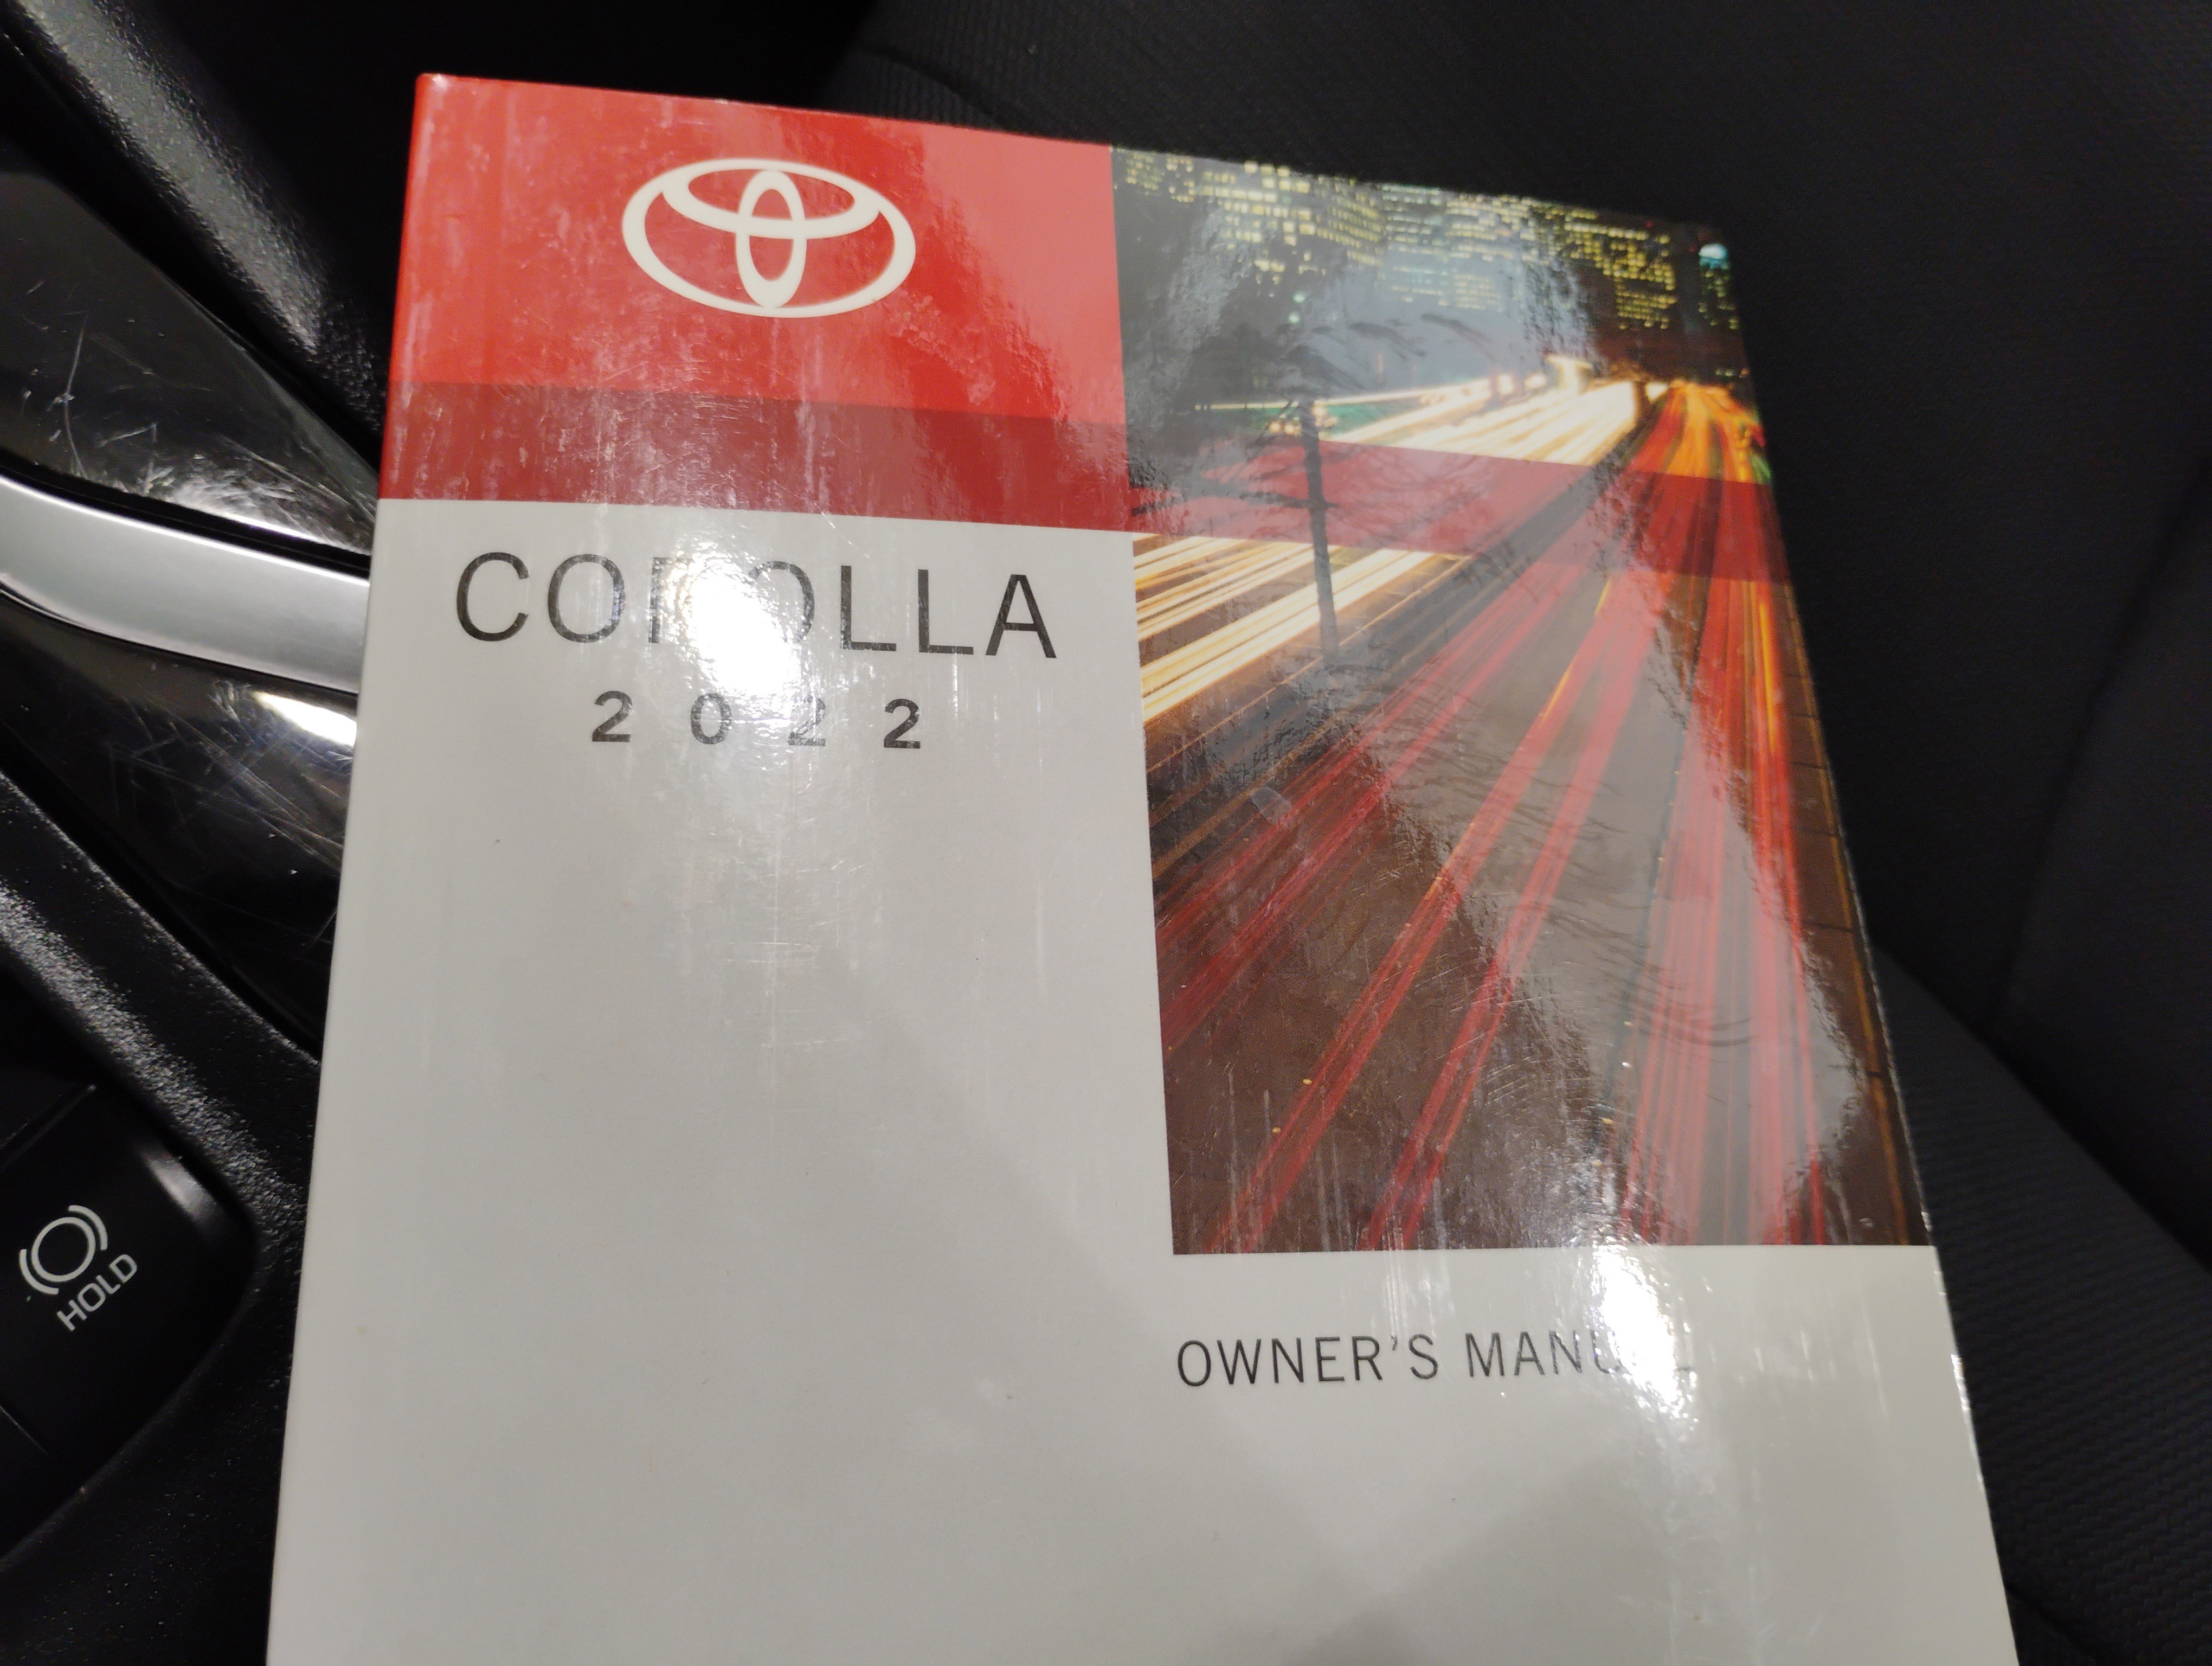 COROLLA
2022
OWNER'S MANUAL
HOLD